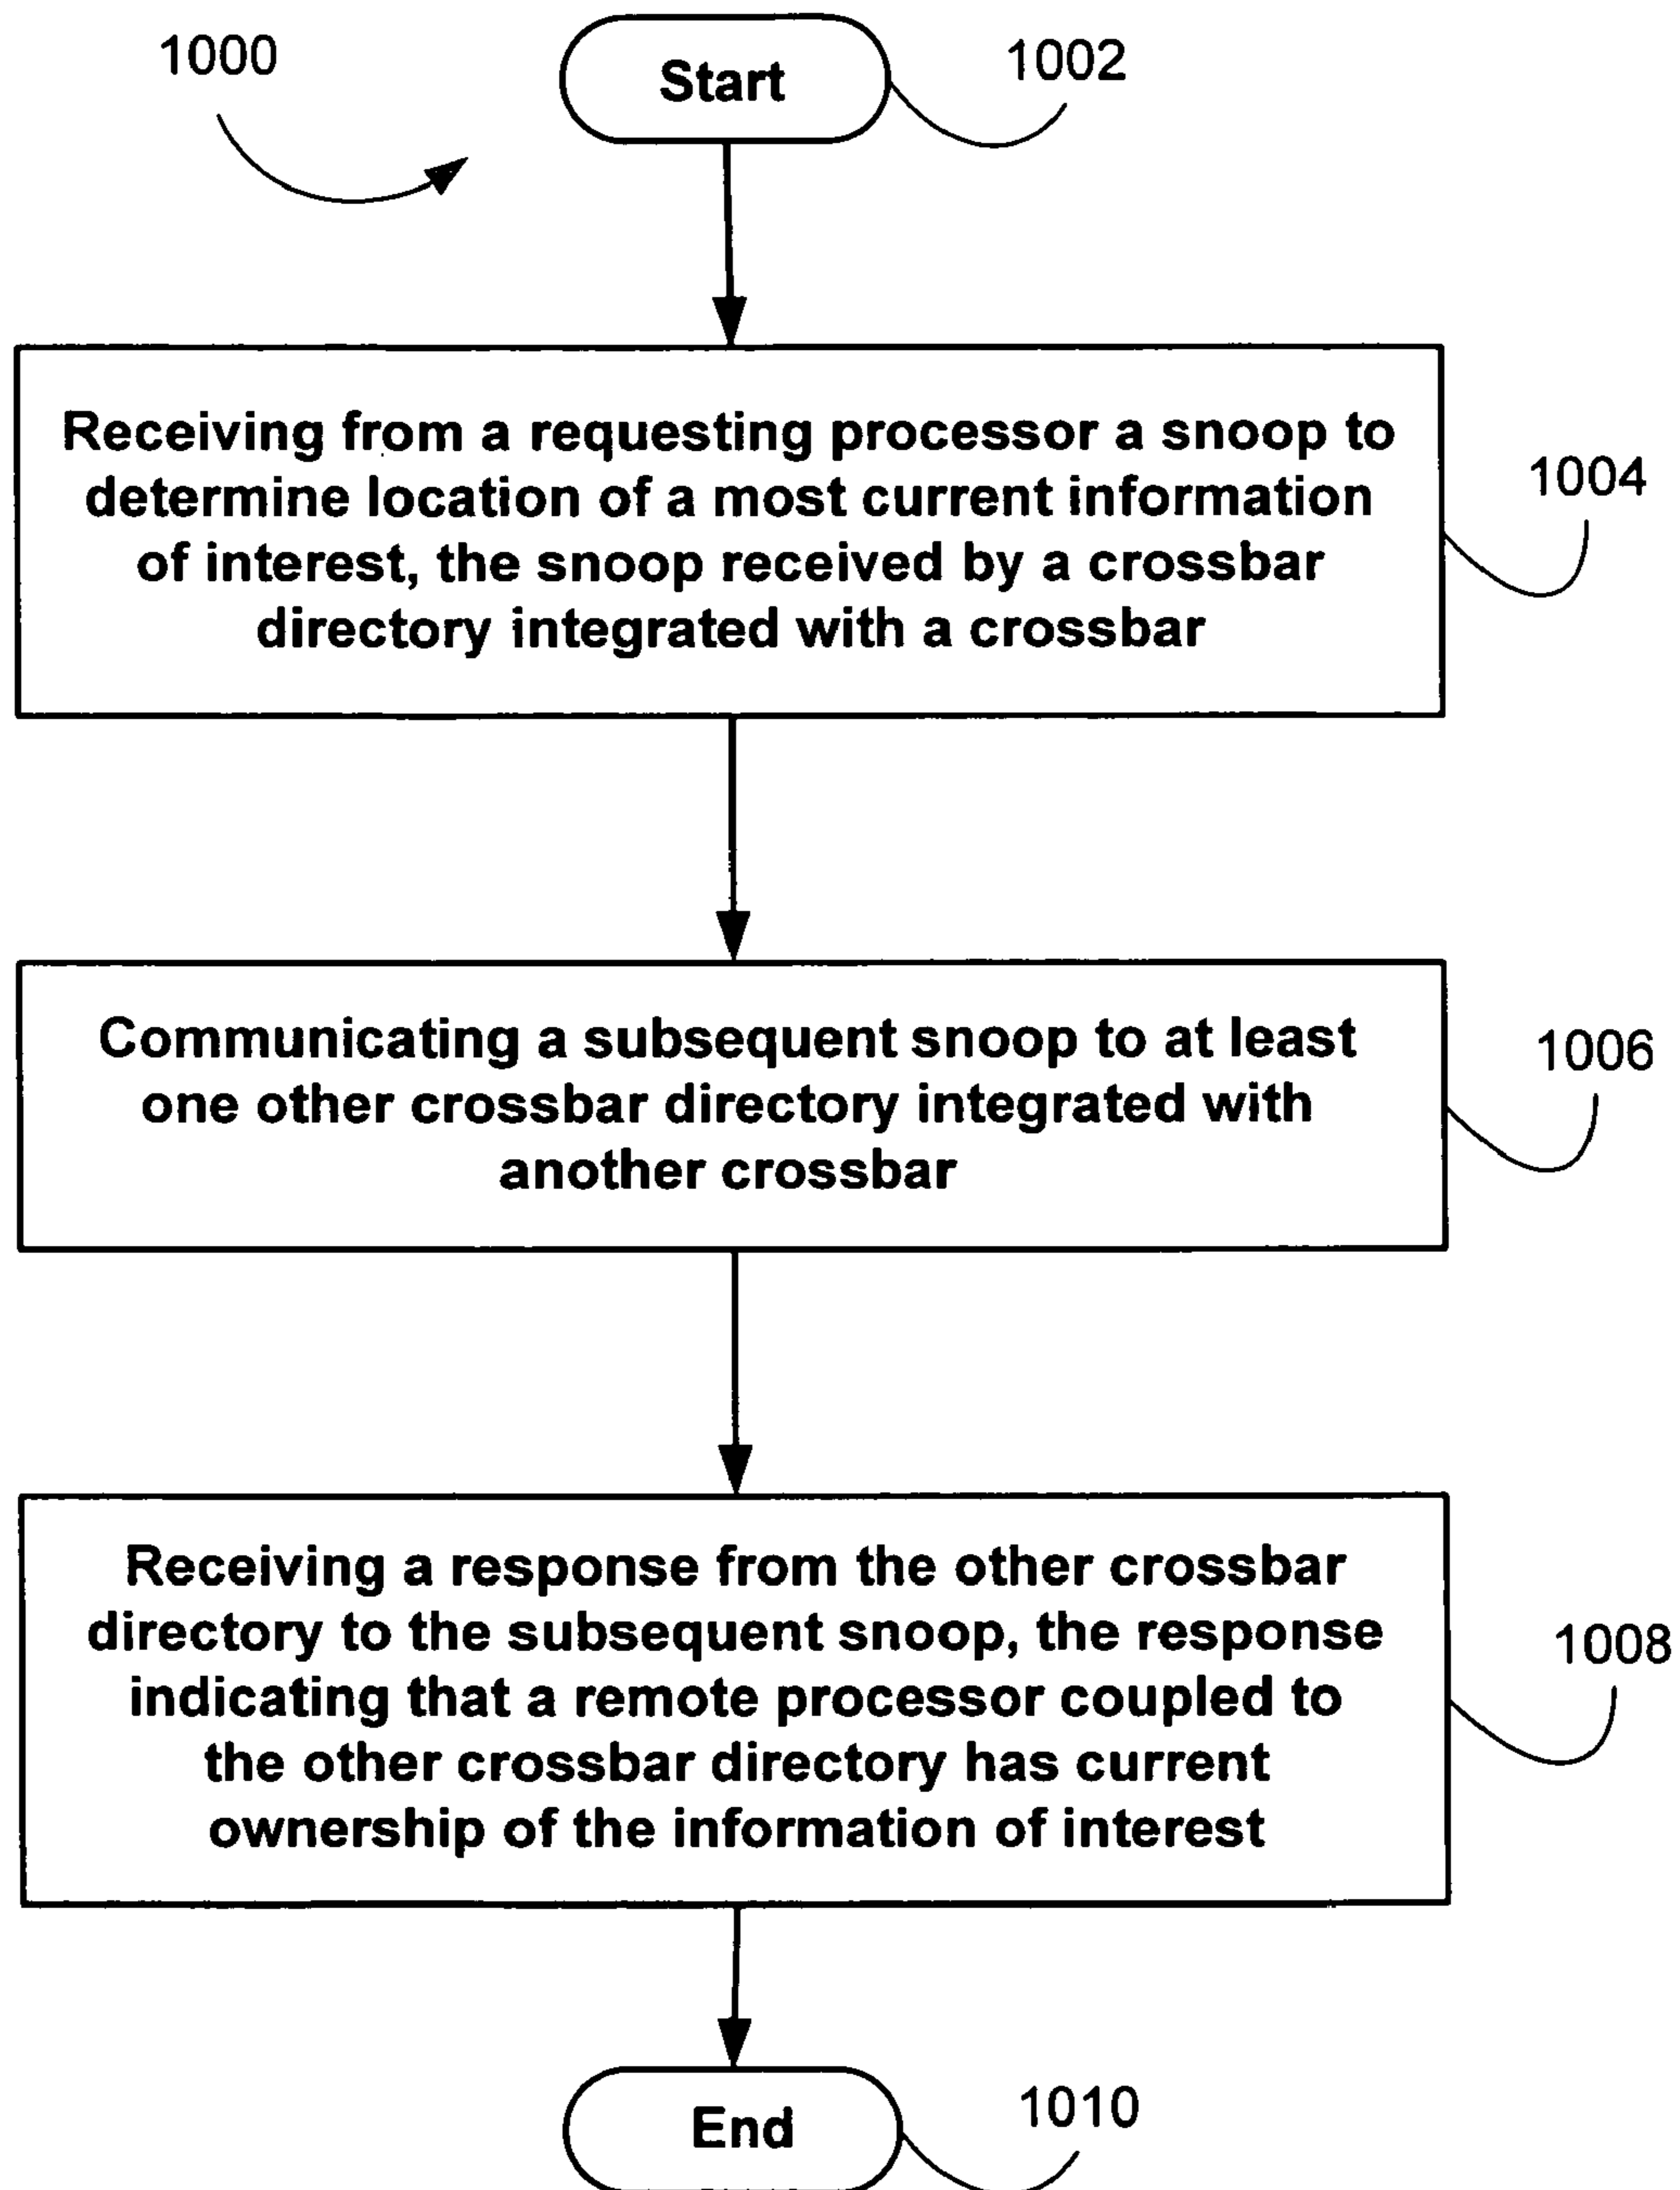 1000
Start
1002
Receiving from a requesting processor a snoop to
determine location of a most current information
of interest, the snoop received by a crossbar
directory integrated with a crossbar
1004
Communicating a subsequent snoop to at least
one other crossbar directory integrated with
another crossbar
1006
Receiving a response from the other crossbar
directory to the subsequent snoop, the response
indicating that a remote processor coupled to
the other crossbar directory has current
ownership of the information of interest
1008
End
1010